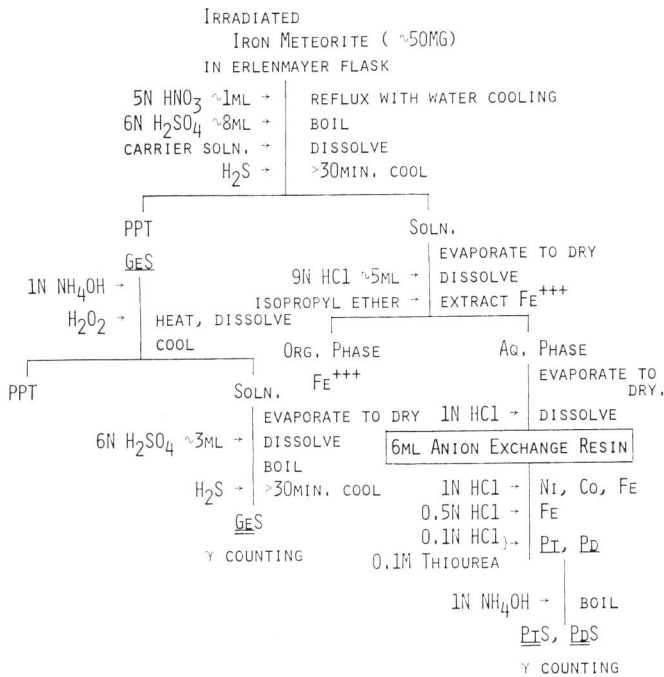 IRRADIATED
IRON METEORITE ( ~50MG)
IN ERLENMAYER FLASK
5N HNO3 ~1ML → REFLUX WITH WATER COOLING
6N H2SO4 ~8ML → BOIL
CARRIER SOLN. → DISSOLVE
H2S → >30MIN. COOL
PPT SOLN.
GES EVAPORATE TO DRY
9N HCl ~5ML → DISSOLVE
1N NH4OH → ISOPROPYL ETHER → EXTRACT FE+++
H2O2 → HEAT, DISSOLVE
COOL
ORG. PHASE AQ. PHASE
PPT SOLN. FE+++ EVAPORATE TO DRY.
EVAPORATE TO DRY 1N HCl → DISSOLVE
6N H2SO4 ~3ML → DISSOLVE 6ML ANION EXCHANGE RESIN
BOIL
H2S → >30MIN. COOL 1N HCl → NI, CO, FE
GES 0.5N HCl → FE
γ COUNTING 0.1N HCl }→ PT, PD
0.1M THIOUREA
1N NH4OH → BOIL
PTS, PDS
γ COUNTING